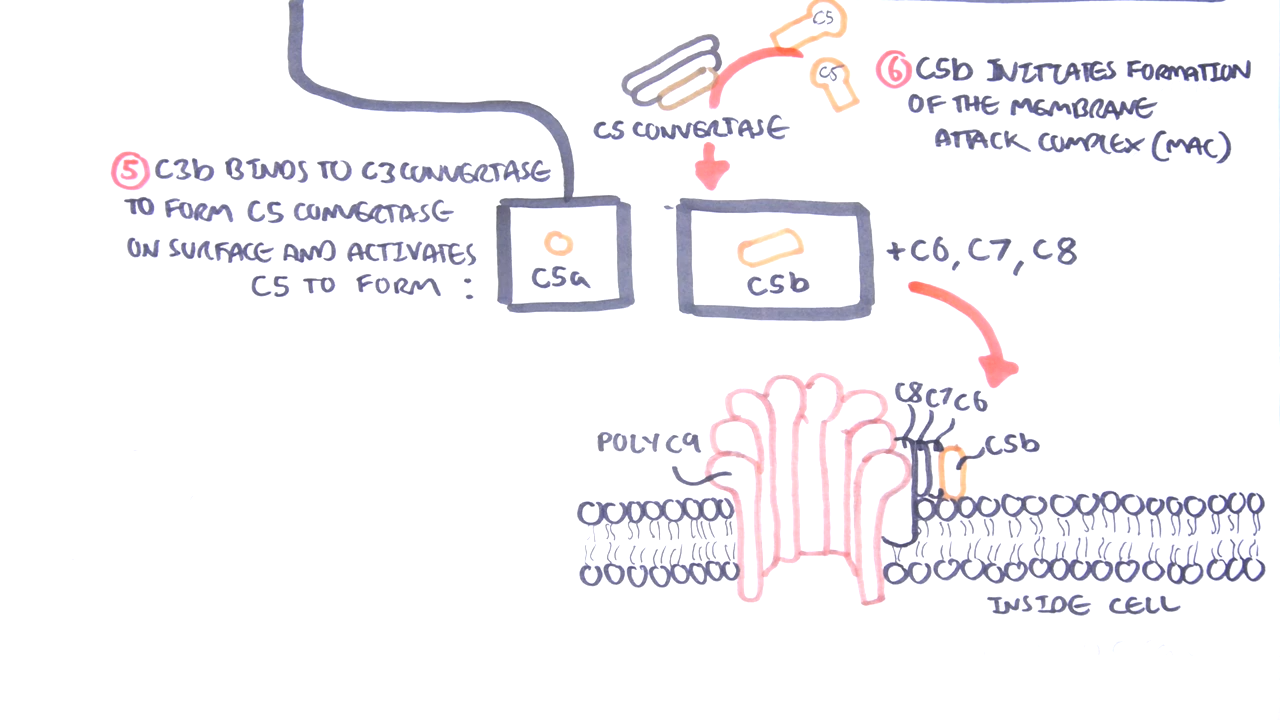 C5
C5
C5 CONVERTASE
⑥ C5b INITIATES FORMATION
OF THE MEMBRANE
ATTACK COMPLEX (MAC)
⑤ C3b BINDS TO C3 CONVERTASE
TO FORM C5 CONVERTASE
ON SURFACE AND ACTIVATES
C5 TO FORM :
C5a
C5b
+ C6, C7, C8
C8 C7 C6
C5b
POLY C9
INSIDE CELL